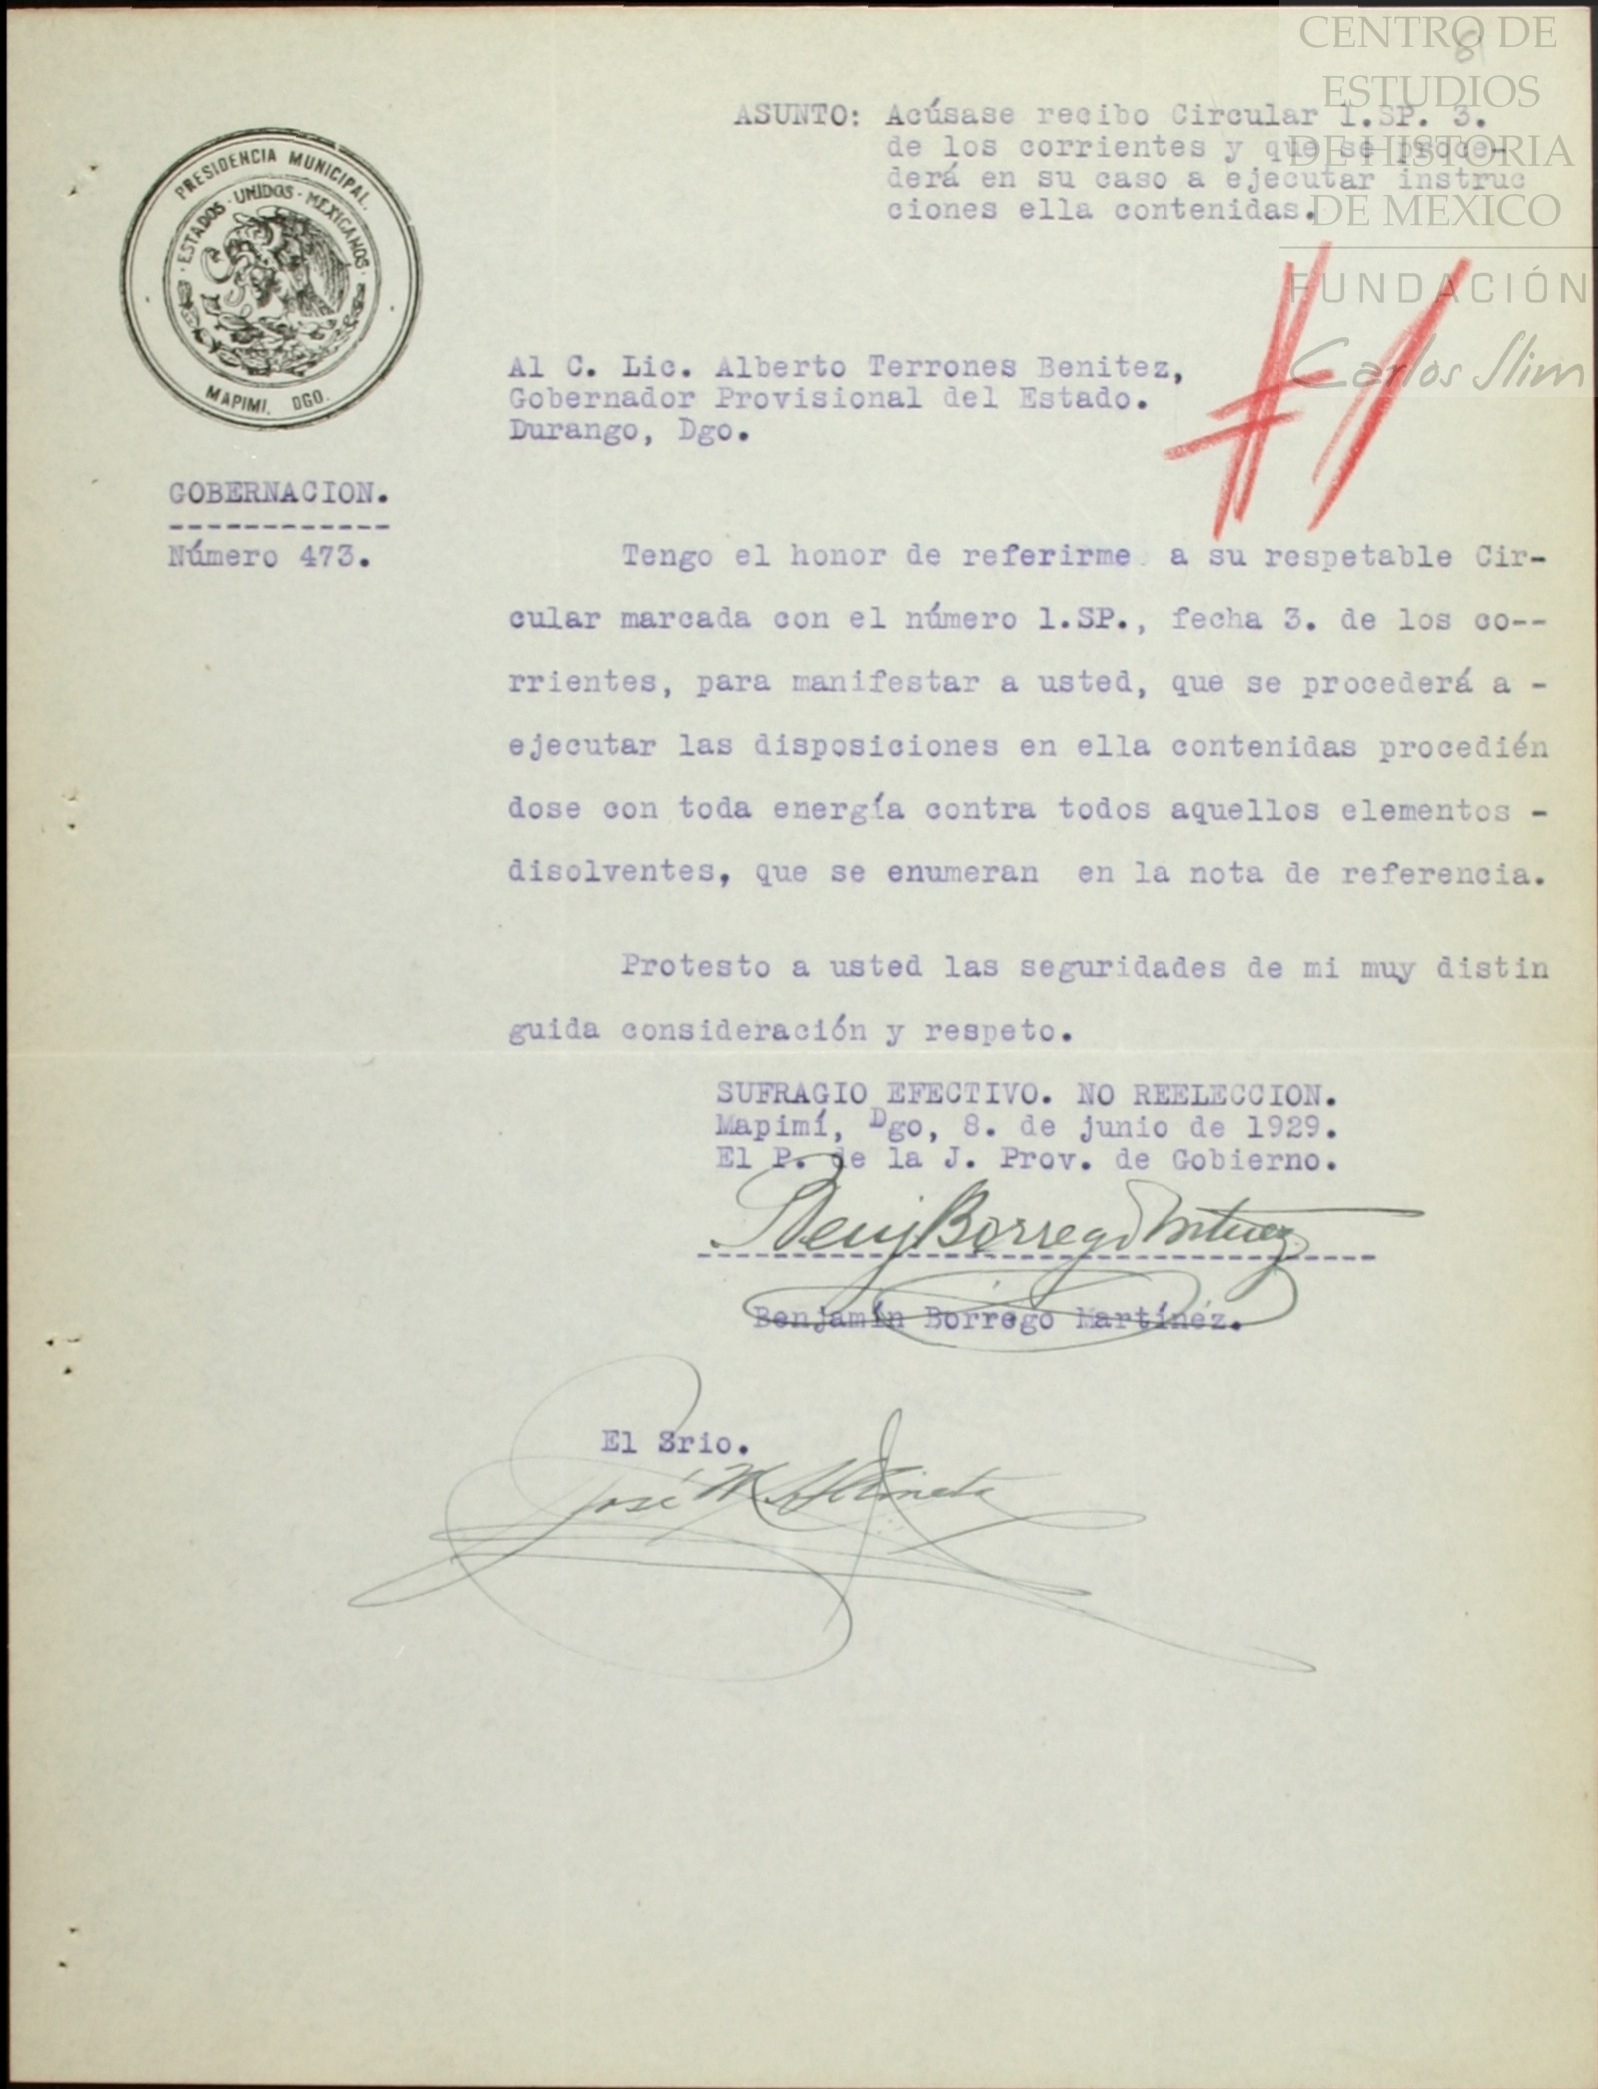 CENTRO DE
ESTUDIOS
DE HISTORIA
DE MEXICO
FUNDACIÓN
Carlos Slim
ASUNTO: Acúsase recibo Circular 1.SP. 3.
de los corrientes y que se proce-
derá en su caso a ejecutar instruc
ciones ella contenidas.
PRESIDENCIA MUNICIPAL.
ESTADOS-UNIDOS-MEXICANOS
MAPIMI. DGO.
Al C. Lic. Alberto Terrones Benitez,
Gobernador Provisional del Estado.
Durango, Dgo.
GOBERNACION.
------------
Número 473.
Tengo el honor de referirme a su respetable Cir-
cular marcada con el número 1.SP., fecha 3. de los co--
rrientes, para manifestar a usted, que se procederá a -
ejecutar las disposiciones en ella contenidas procedién
dose con toda energía contra todos aquellos elementos -
disolventes, que se enumeran en la nota de referencia.
Protesto a usted las seguridades de mi muy distin
guida consideración y respeto.
SUFRAGIO EFECTIVO. NO REELECCION.
Mapimí, Dgo, 8. de junio de 1929.
El P. de la J. Prov. de Gobierno.
Benj Borrego Mtnez
Benjamín Borrego Martínez.
El Srio.
José M.